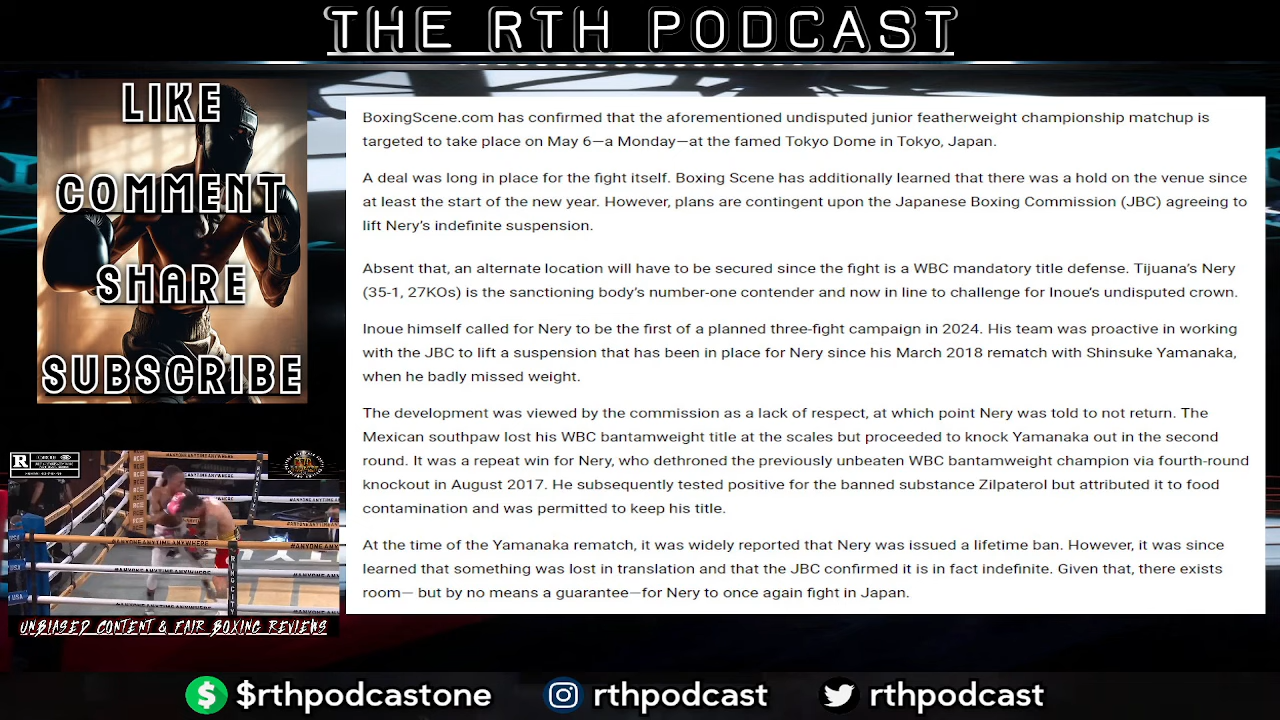 THE RTH PODCAST
LIKE
COMMENT
SHARE
SUBSCRIBE
BoxingScene.com has confirmed that the aforementioned undisputed junior featherweight championship matchup is
targeted to take place on May 6—a Monday—at the famed Tokyo Dome in Tokyo, Japan.
A deal was long in place for the fight itself. Boxing Scene has additionally learned that there was a hold on the venue since
at least the start of the new year. However, plans are contingent upon the Japanese Boxing Commission (JBC) agreeing to
lift Nery’s indefinite suspension.
Absent that, an alternate location will have to be secured since the fight is a WBC mandatory title defense. Tijuana’s Nery
(35-1, 27KOs) is the sanctioning body’s number-one contender and now in line to challenge for Inoue’s undisputed crown.
Inoue himself called for Nery to be the first of a planned three-fight campaign in 2024. His team was proactive in working
with the JBC to lift a suspension that has been in place for Nery since his March 2018 rematch with Shinsuke Yamanaka,
when he badly missed weight.
The development was viewed by the commission as a lack of respect, at which point Nery was told to not return. The
Mexican southpaw lost his WBC bantamweight title at the scales but proceeded to knock Yamanaka out in the second
round. It was a repeat win for Nery, who dethroned the previously unbeaten WBC bantamweight champion via fourth-round
knockout in August 2017. He subsequently tested positive for the banned substance Zilpaterol but attributed it to food
contamination and was permitted to keep his title.
At the time of the Yamanaka rematch, it was widely reported that Nery was issued a lifetime ban. However, it was since
learned that something was lost in translation and that the JBC confirmed it is in fact indefinite. Given that, there exists
room— but by no means a guarantee—for Nery to once again fight in Japan.
R
#ANYONE ANYTIME ANYWHERE
RING CITY
UNBIASED CONTENT & FAIR BOXING REVIEWS
$rthpodcastone
rthpodcast
rthpodcast